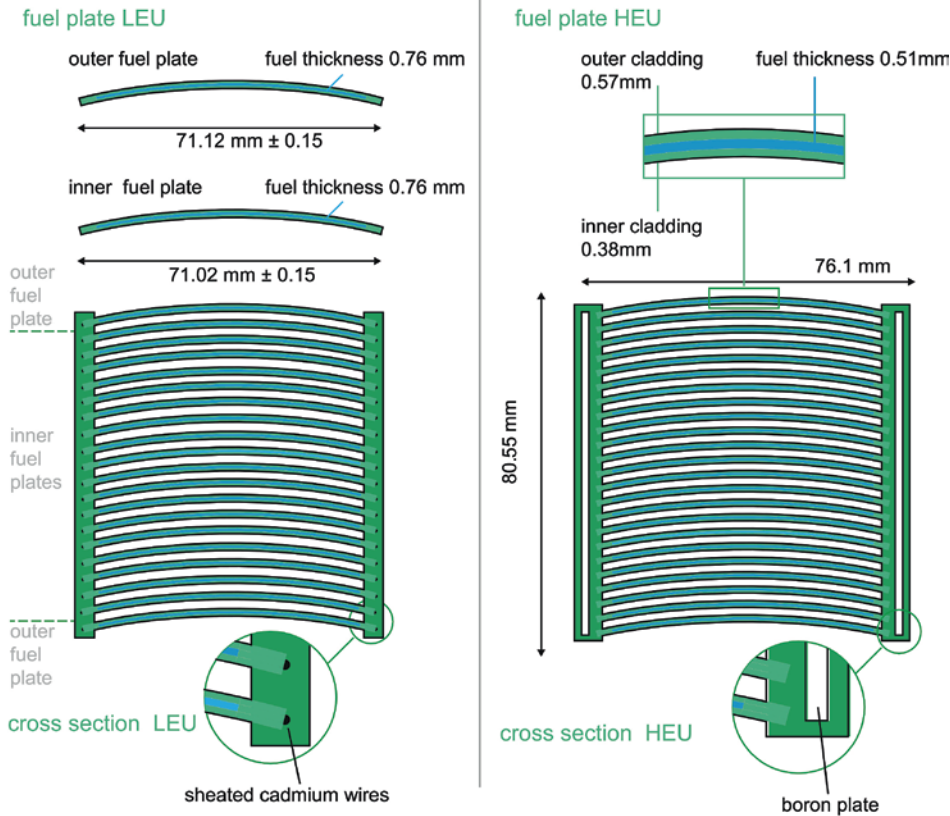 fuel plate LEU
outer fuel plate
fuel thickness 0.76 mm
71.12 mm ± 0.15
inner fuel plate
fuel thickness 0.76 mm
71.02 mm ± 0.15
outer
fuel
plate
inner
fuel
plates
outer
fuel
plate
cross section LEU
sheated cadmium wires
fuel plate HEU
outer cladding
0.57mm
fuel thickness 0.51mm
inner cladding
0.38mm
76.1 mm
80.55 mm
cross section HEU
boron plate